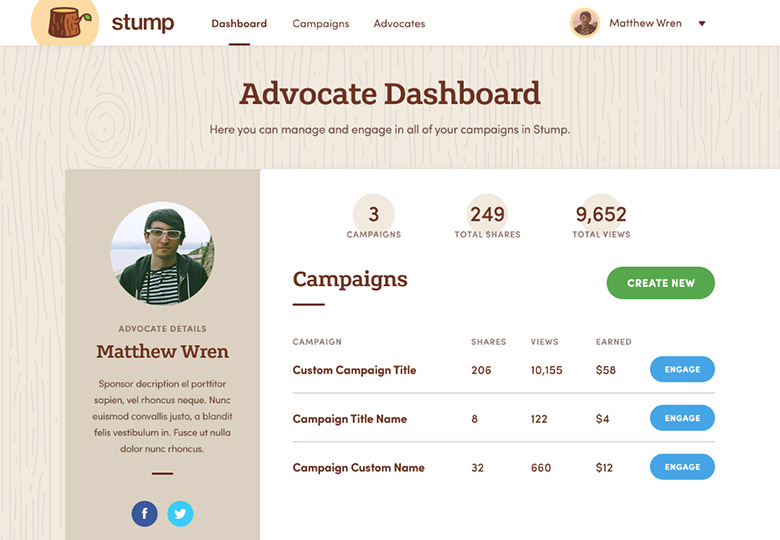 stump
Dashboard
Campaigns
Advocates
Matthew Wren
Advocate Dashboard
Here you can manage and engage in all of your campaigns in Stump.
ADVOCATE DETAILS
Matthew Wren
Sponsor decription el porttitor
sapien, vel rhoncus neque. Nunc
euismod convallis justo, a blandit
felis vestibulum in. Fusce ut nulla
dolor nunc rhoncus.
f
3
CAMPAIGNS
249
TOTAL SHARES
9,652
TOTAL VIEWS
Campaigns
CREATE NEW
CAMPAIGN SHARES VIEWS EARNED
Custom Campaign Title 206 10,155 $58 ENGAGE
Campaign Title Name 8 122 $4 ENGAGE
Campaign Custom Name 32 660 $12 ENGAGE